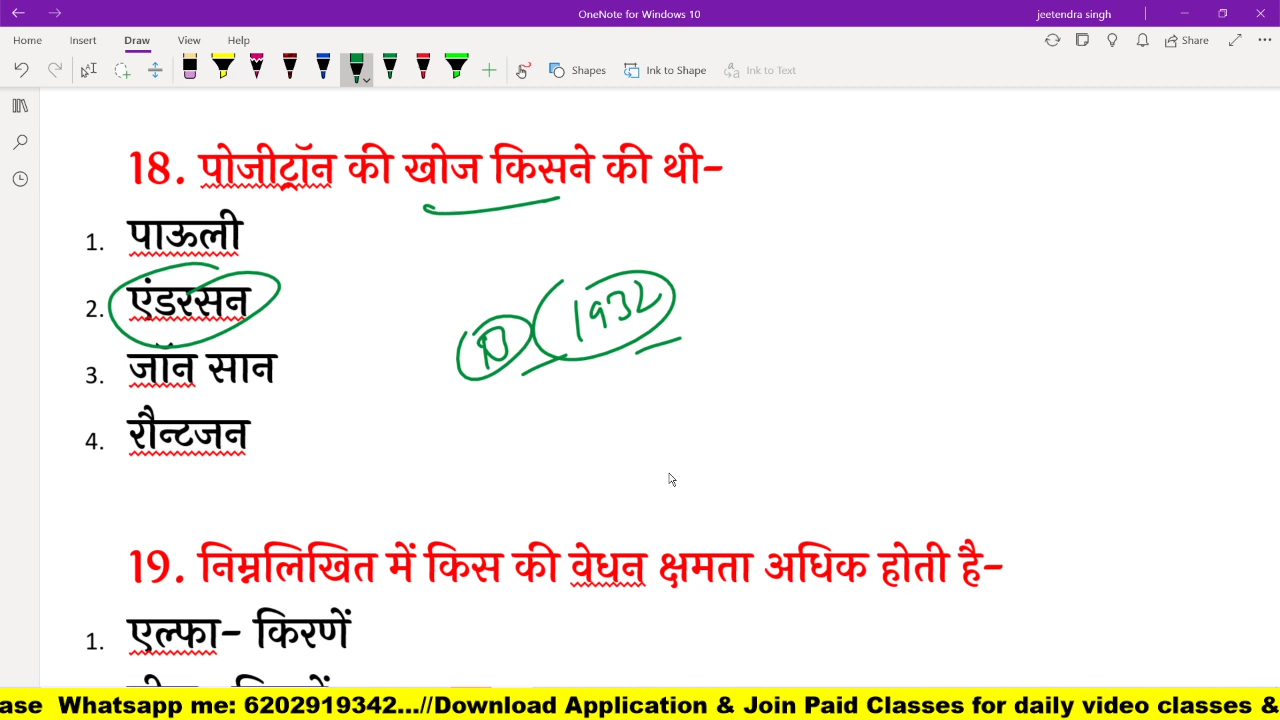 OneNote for Windows 10
jeetendra singh
Home Insert Draw View Help
Share
Shapes Ink to Shape Ink to Text
18. पोजीट्रॉन की खोज किसने की थी-
1. पाऊली
2. एंडरसन
1932
3. जॉन सान
4. रौन्टजन
19. निम्नलिखित में किस की वेधन क्षमता अधिक होती है-
1. एल्फा- किरणें
ase Whatsapp me: 6202919342...//Download Application & Join Paid Classes for daily video classes &